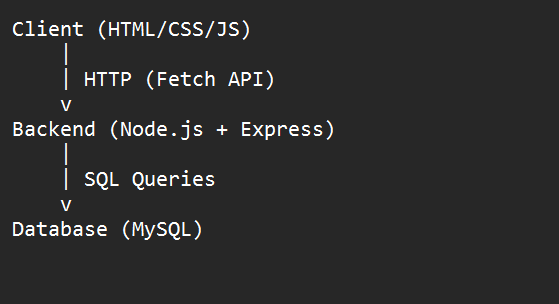 Client (HTML/CSS/JS)
|
| HTTP (Fetch API)
v
Backend (Node.js + Express)
|
| SQL Queries
v
Database (MySQL)